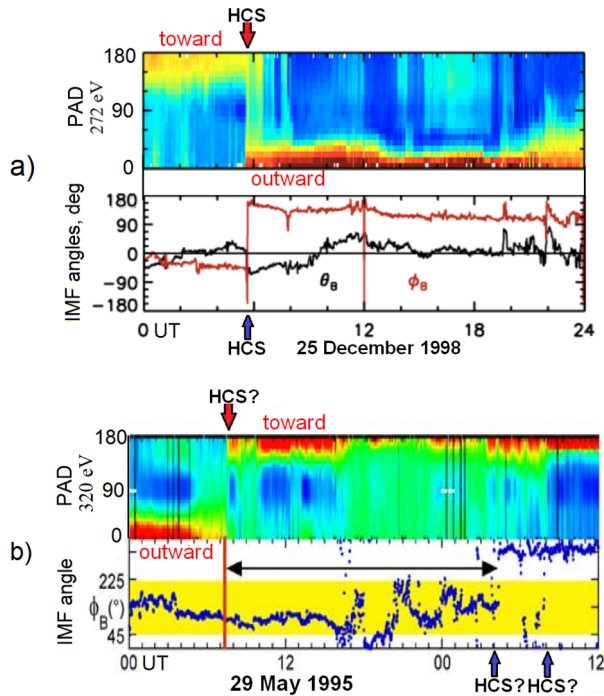 HCS
a)
toward
180
90
0
PAD
272 eV
outward
180
90
0
−90
−180
IMF angles, deg
θB
ϕB
0 UT
6
12
18
24
HCS
25 December 1998
HCS?
toward
180
90
0
PAD
320 eV
b)
outward
225
ϕB(°)
45
IMF angle
00 UT
12
00
12
29 May 1995
HCS?
HCS?